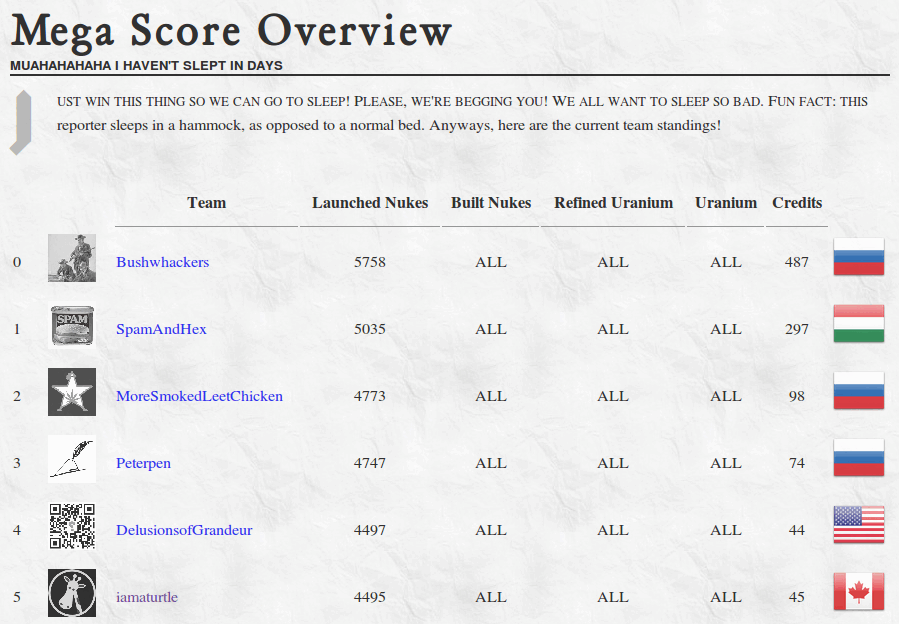 Mega Score Overview
MUAHAHAHAHA I HAVEN'T SLEPT IN DAYS
JUST WIN THIS THING SO WE CAN GO TO SLEEP! PLEASE, WE'RE BEGGING YOU! WE ALL WANT TO SLEEP SO BAD. FUN FACT: THIS
reporter sleeps in a hammock, as opposed to a normal bed. Anyways, here are the current team standings!
Team Launched Nukes Built Nukes Refined Uranium Uranium Credits
0 Bushwhackers 5758 ALL ALL ALL 487
SPAM
1 SpamAndHex 5035 ALL ALL ALL 297
2 MoreSmokedLeetChicken 4773 ALL ALL ALL 98
3 Peterpen 4747 ALL ALL ALL 74
4 DelusionsofGrandeur 4497 ALL ALL ALL 44
5 iamaturtle 4495 ALL ALL ALL 45